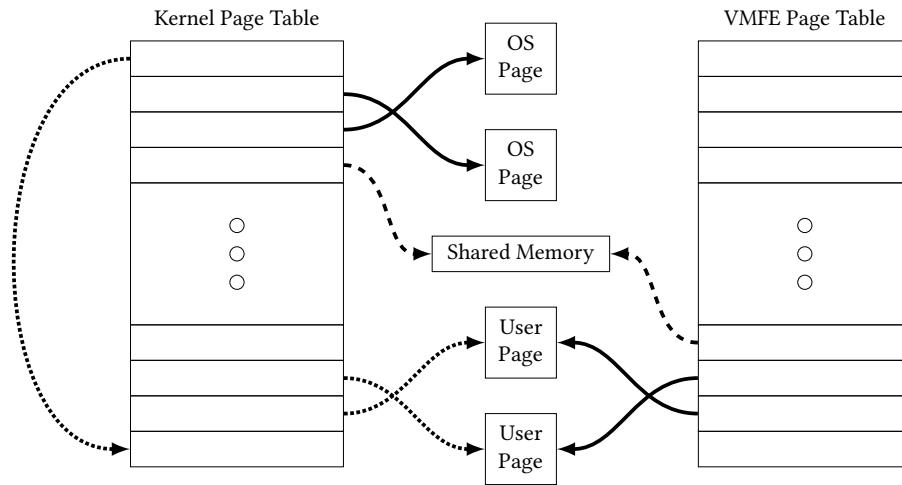 Kernel Page Table
VMFE Page Table
OS
Page
OS
Page
Shared Memory
User
Page
User
Page